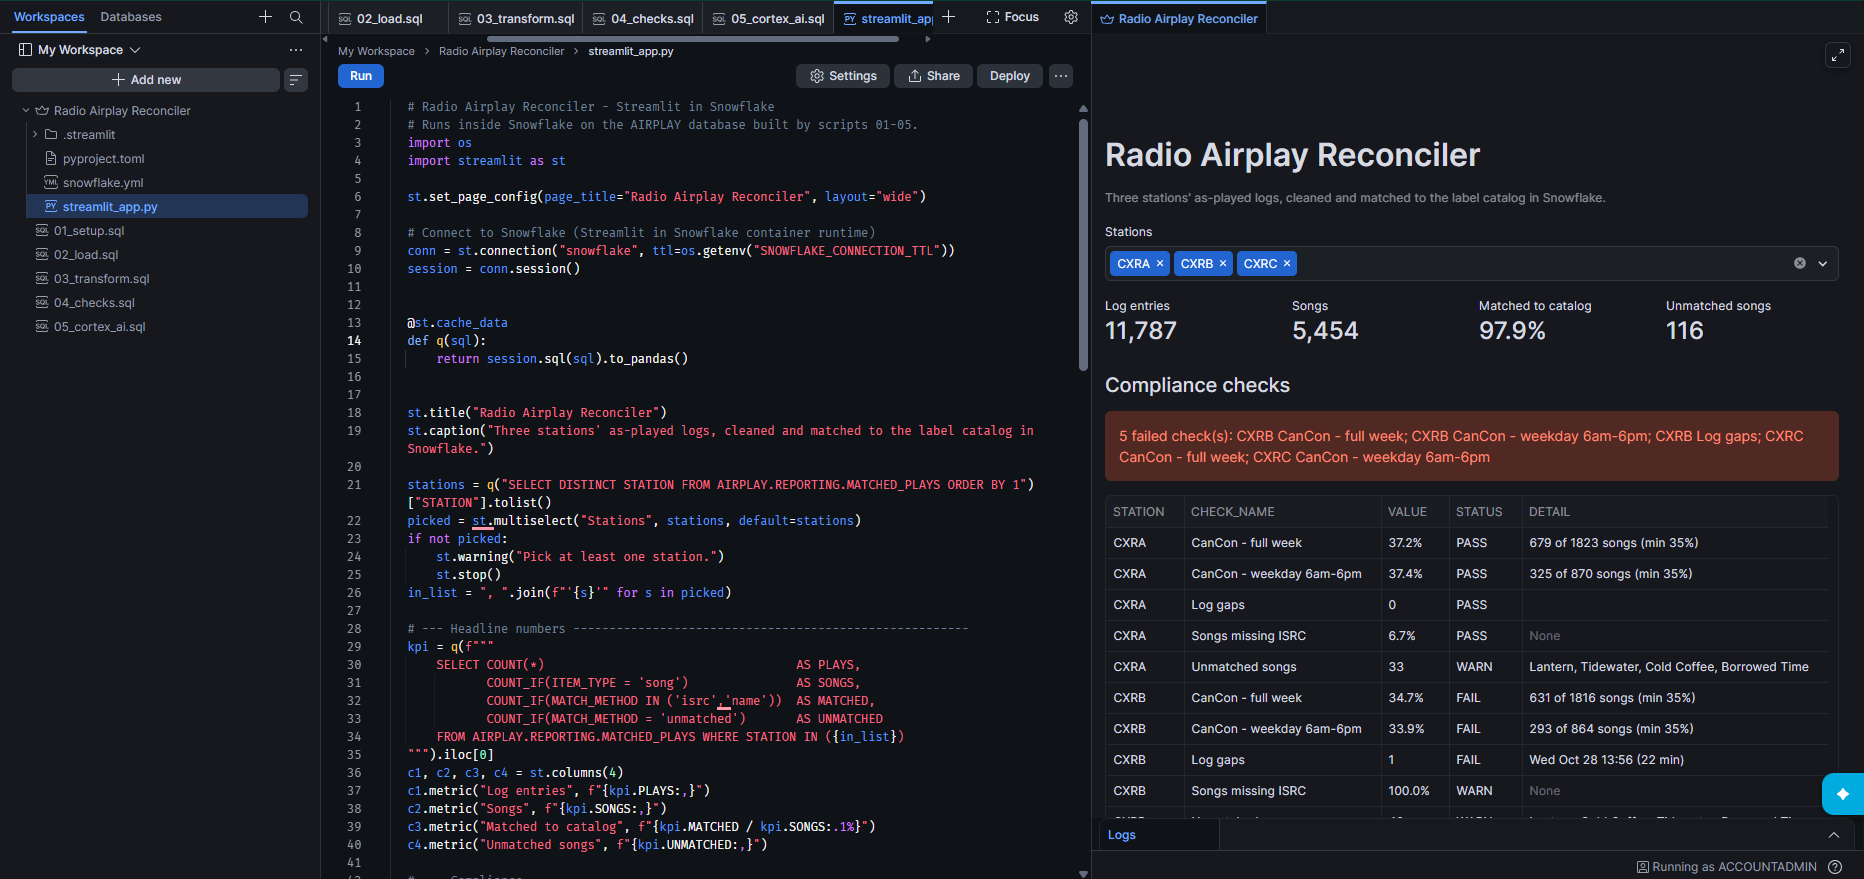 Workspaces
Databases
My Workspace
Add new
Radio Airplay Reconciler
.streamlit
pyproject.toml
YML snowflake.yml
PY streamlit_app.py
SQL 01_setup.sql
SQL 02_load.sql
SQL 03_transform.sql
SQL 04_checks.sql
SQL 05_cortex_ai.sql
SQL 02_load.sql
SQL 03_transform.sql
SQL 04_checks.sql
SQL 05_cortex_ai.sql
PY streamlit_app
Focus
My Workspace > Radio Airplay Reconciler > streamlit_app.py
Run
Settings
Share
Deploy
1 # Radio Airplay Reconciler - Streamlit in Snowflake
2 # Runs inside Snowflake on the AIRPLAY database built by scripts 01-05.
3 import os
4 import streamlit as st
5
6 st.set_page_config(page_title="Radio Airplay Reconciler", layout="wide")
7
8 # Connect to Snowflake (Streamlit in Snowflake container runtime)
9 conn = st.connection("snowflake", ttl=os.getenv("SNOWFLAKE_CONNECTION_TTL"))
10 session = conn.session()
11
12
13 @st.cache_data
14 def q(sql):
15 return session.sql(sql).to_pandas()
16
17
18 st.title("Radio Airplay Reconciler")
19 st.caption("Three stations' as-played logs, cleaned and matched to the label catalog in
Snowflake.")
20
21 stations = q("SELECT DISTINCT STATION FROM AIRPLAY.REPORTING.MATCHED_PLAYS ORDER BY 1")
["STATION"].tolist()
22 picked = st.multiselect("Stations", stations, default=stations)
23 if not picked:
24 st.warning("Pick at least one station.")
25 st.stop()
26 in_list = ", ".join(f"'{s}'" for s in picked)
27
28 # --- Headline numbers -------------------------------------------------------
29 kpi = q(f"""
30 SELECT COUNT(*) AS PLAYS,
31 COUNT_IF(ITEM_TYPE = 'song') AS SONGS,
32 COUNT_IF(MATCH_METHOD IN ('isrc','name')) AS MATCHED,
33 COUNT_IF(MATCH_METHOD = 'unmatched') AS UNMATCHED
34 FROM AIRPLAY.REPORTING.MATCHED_PLAYS WHERE STATION IN ({in_list})
35 """).iloc[0]
36 c1, c2, c3, c4 = st.columns(4)
37 c1.metric("Log entries", f"{kpi.PLAYS:,}")
38 c2.metric("Songs", f"{kpi.SONGS:,}")
39 c3.metric("Matched to catalog", f"{kpi.MATCHED / kpi.SONGS:.1%}")
40 c4.metric("Unmatched songs", f"{kpi.UNMATCHED:,}")
41
Radio Airplay Reconciler
Radio Airplay Reconciler
Three stations' as-played logs, cleaned and matched to the label catalog in Snowflake.
Stations
CXRA × CXRB × CXRC ×
Log entries Songs Matched to catalog Unmatched songs
11,787 5,454 97.9% 116
Compliance checks
5 failed check(s): CXRB CanCon - full week; CXRB CanCon - weekday 6am-6pm; CXRB Log gaps; CXRC
CanCon - full week; CXRC CanCon - weekday 6am-6pm
STATION CHECK_NAME VALUE STATUS DETAIL
CXRA CanCon - full week 37.2% PASS 679 of 1823 songs (min 35%)
CXRA CanCon - weekday 6am-6pm 37.4% PASS 325 of 870 songs (min 35%)
CXRA Log gaps 0 PASS
CXRA Songs missing ISRC 6.7% PASS None
CXRA Unmatched songs 33 WARN Lantern, Tidewater, Cold Coffee, Borrowed Time
CXRB CanCon - full week 34.7% FAIL 631 of 1816 songs (min 35%)
CXRB CanCon - weekday 6am-6pm 33.9% FAIL 293 of 864 songs (min 35%)
CXRB Log gaps 1 FAIL Wed Oct 28 13:56 (22 min)
CXRB Songs missing ISRC 100.0% WARN None
Logs
Running as ACCOUNTADMIN